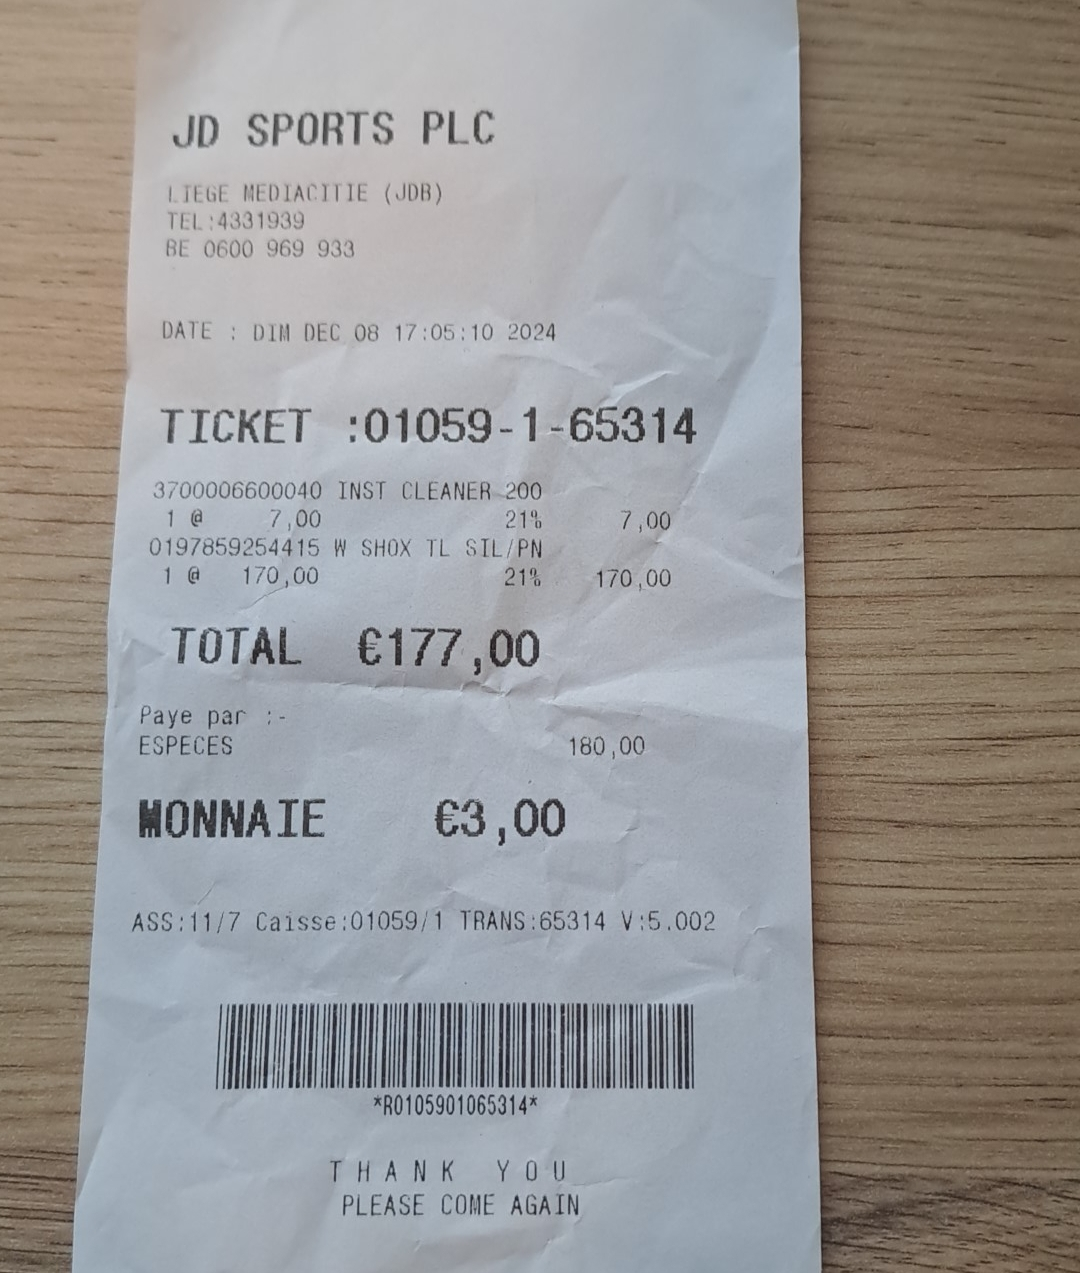 JD SPORTS PLC
LIEGE MEDIACITIE (JDB)
TEL:4331939
BE 0600 969 933
DATE : DIM DEC 08 17:05:10 2024
TICKET :01059-1-65314
3700006600040 INST CLEANER 200
1 @ 7,00 21% 7,00
0197859254415 W SHOX TL SIL/PN
1 @ 170,00 21% 170,00
TOTAL €177,00
Paye par :-
ESPECES 180,00
MONNAIE €3,00
ASS:11/7 Caisse:01059/1 TRANS:65314 V:5.002
*R0105901065314*
THANK YOU
PLEASE COME AGAIN